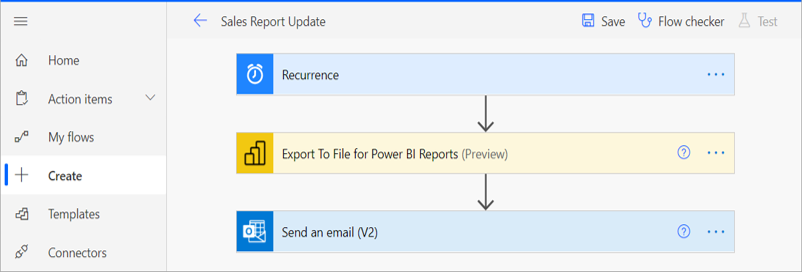 Sales Report Update
Save
Flow checker
Test
Home
Action items
My flows
Create
Templates
Connectors
Recurrence
Export To File for Power BI Reports (Preview)
Send an email (V2)